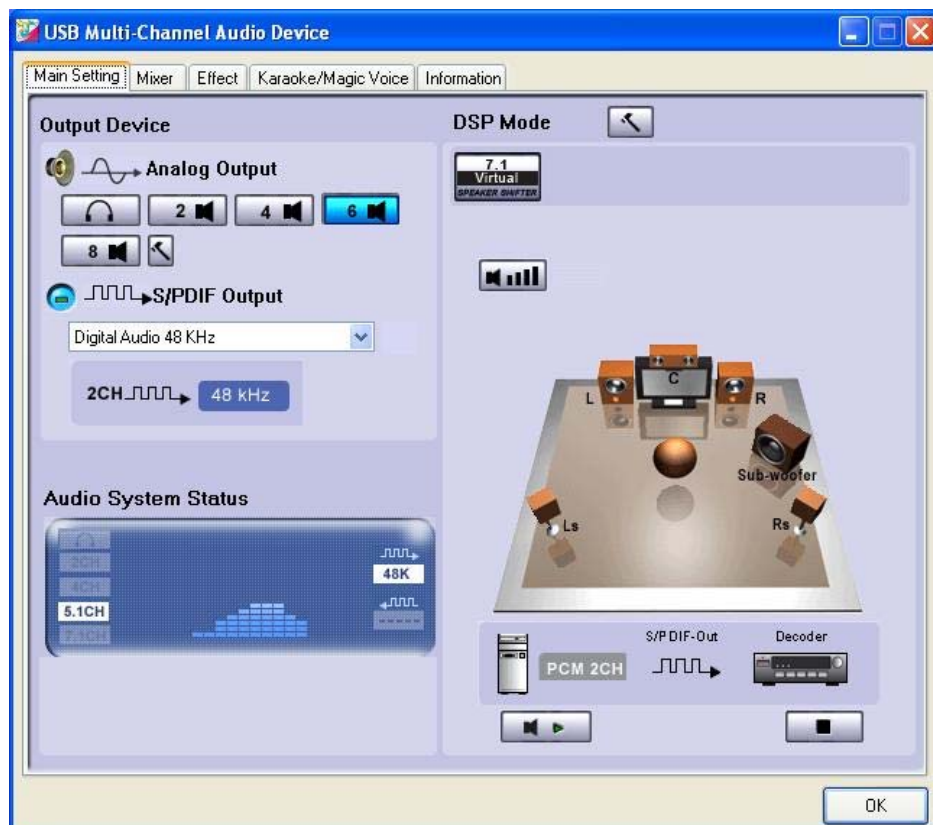 USB Multi-Channel Audio Device
Main Setting
Mixer
Effect
Karaoke/Magic Voice
Information
Output Device
Analog Output
2
4
6
8
S/PDIF Output
Digital Audio 48 KHz
2CH
48 kHz
Audio System Status
2CH
4CH
5.1CH
7.1CH
48K
-----
DSP Mode
7.1
Virtual
SPEAKER SHIFTER
L
C
R
Sub-woofer
Ls
Rs
PCM 2CH
S/PDIF-Out
Decoder
OK